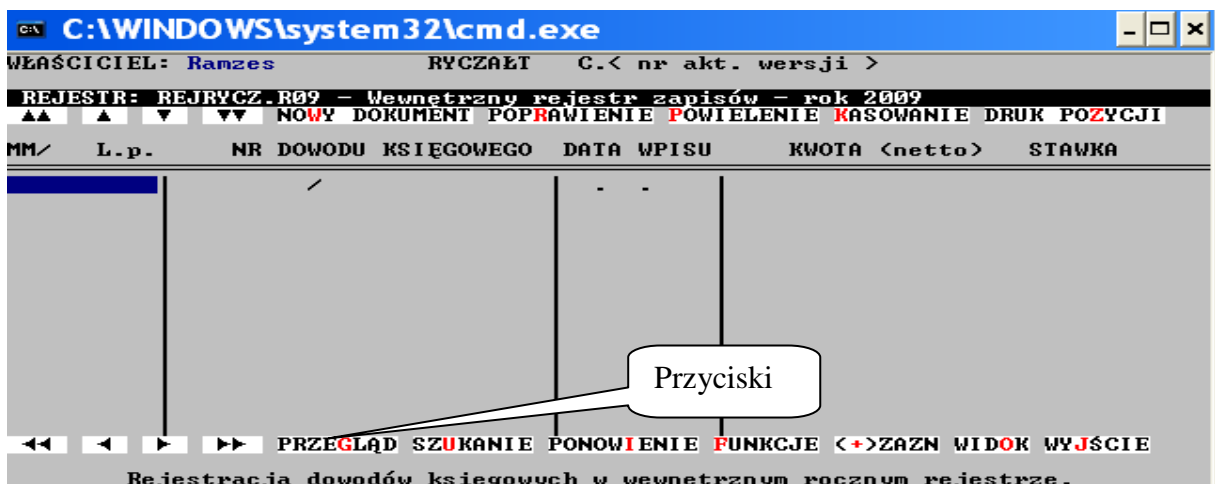 C:\WINDOWS\system32\cmd.exe
WŁAŚCICIEL: Ramzes RYCZAŁT C.< nr akt. wersji >
REJESTR: REJRYCZ.R09 – Wewnętrzny rejestr zapisów – rok 2009
▲▲ ▲ ▼ ▼▼ NOWY DOKUMENT POPRAWIENIE POWIELENIE KASOWANIE DRUK POZYCJI
MM/ L.p. NR DOWODU KSIĘGOWEGO DATA WPISU KWOTA <netto> STAWKA
/ - -
Przyciski
◄◄ ◄ ► ►► PRZEGLĄD SZUKANIE PONOWIENIE FUNKCJE <+>ZAZN WIDOK WYJŚCIE
Rejestracja dowodów księgowych w wewnętrznym rocznym rejestrze.